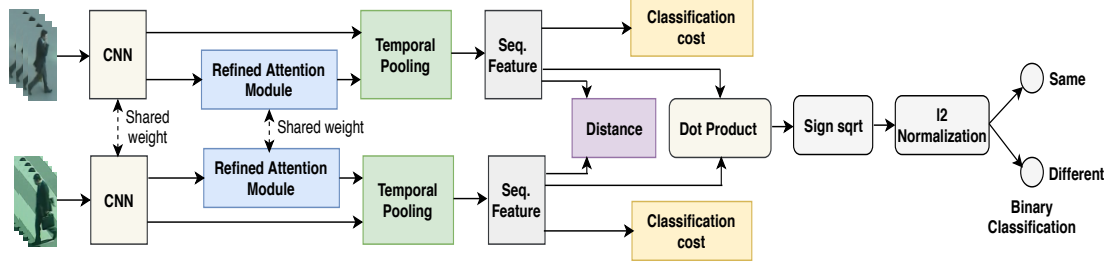 CNN
Refined Attention
Module
Temporal
Pooling
Seq.
Feature
Classification
cost
Shared
weight
Shared weight
Distance
Dot Product
Sign sqrt
l2
Normalization
Same
Different
Binary
Classification
CNN
Refined Attention
Module
Temporal
Pooling
Seq.
Feature
Classification
cost